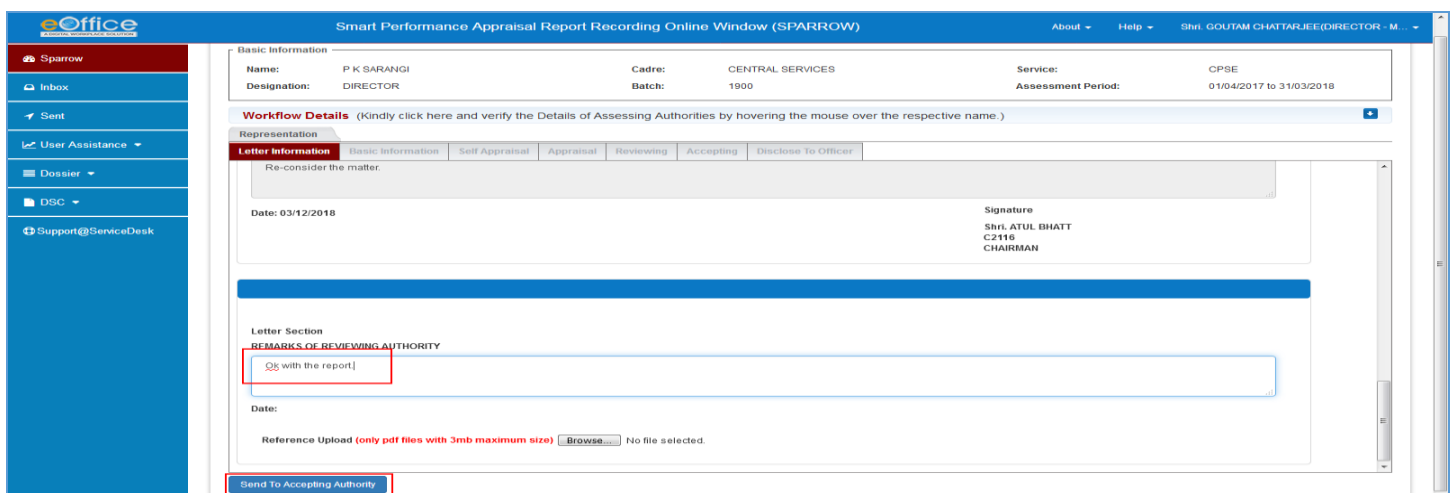 eOffice
A DIGITAL WORKPLACE SOLUTION
Smart Performance Appraisal Report Recording Online Window (SPARROW)
About
Help
Shri. GOUTAM CHATTARJEE(DIRECTOR - M...
Sparrow
Inbox
Sent
User Assistance
Dossier
DSC
Support@ServiceDesk
Basic Information
Name: P K SARANGI Cadre: CENTRAL SERVICES Service: CPSE
Designation: DIRECTOR Batch: 1900 Assessment Period: 01/04/2017 to 31/03/2018
Workflow Details (Kindly click here and verify the Details of Assessing Authorities by hovering the mouse over the respective name.)
Representation
Letter Information Basic Information Self Appraisal Appraisal Reviewing Accepting Disclose To Officer
Re-consider the matter.
Date: 03/12/2018
Signature
Shri. ATUL BHATT
C2116
CHAIRMAN
Letter Section
REMARKS OF REVIEWING AUTHORITY
Ok with the report.
Date:
Reference Upload (only pdf files with 3mb maximum size) Browse... No file selected.
Send To Accepting Authority